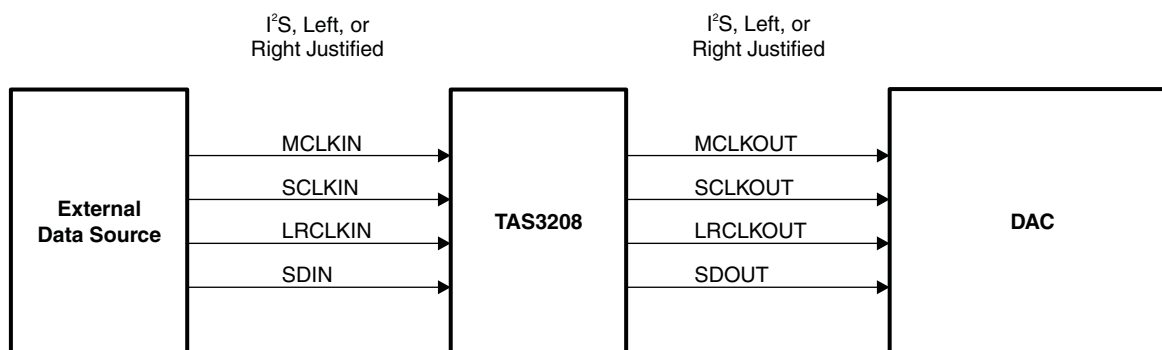 I²S, Left, or
Right Justified
I²S, Left, or
Right Justified
External
Data Source
MCLKIN
SCLKIN
LRCLKIN
SDIN
TAS3208
MCLKOUT
SCLKOUT
LRCLKOUT
SDOUT
DAC